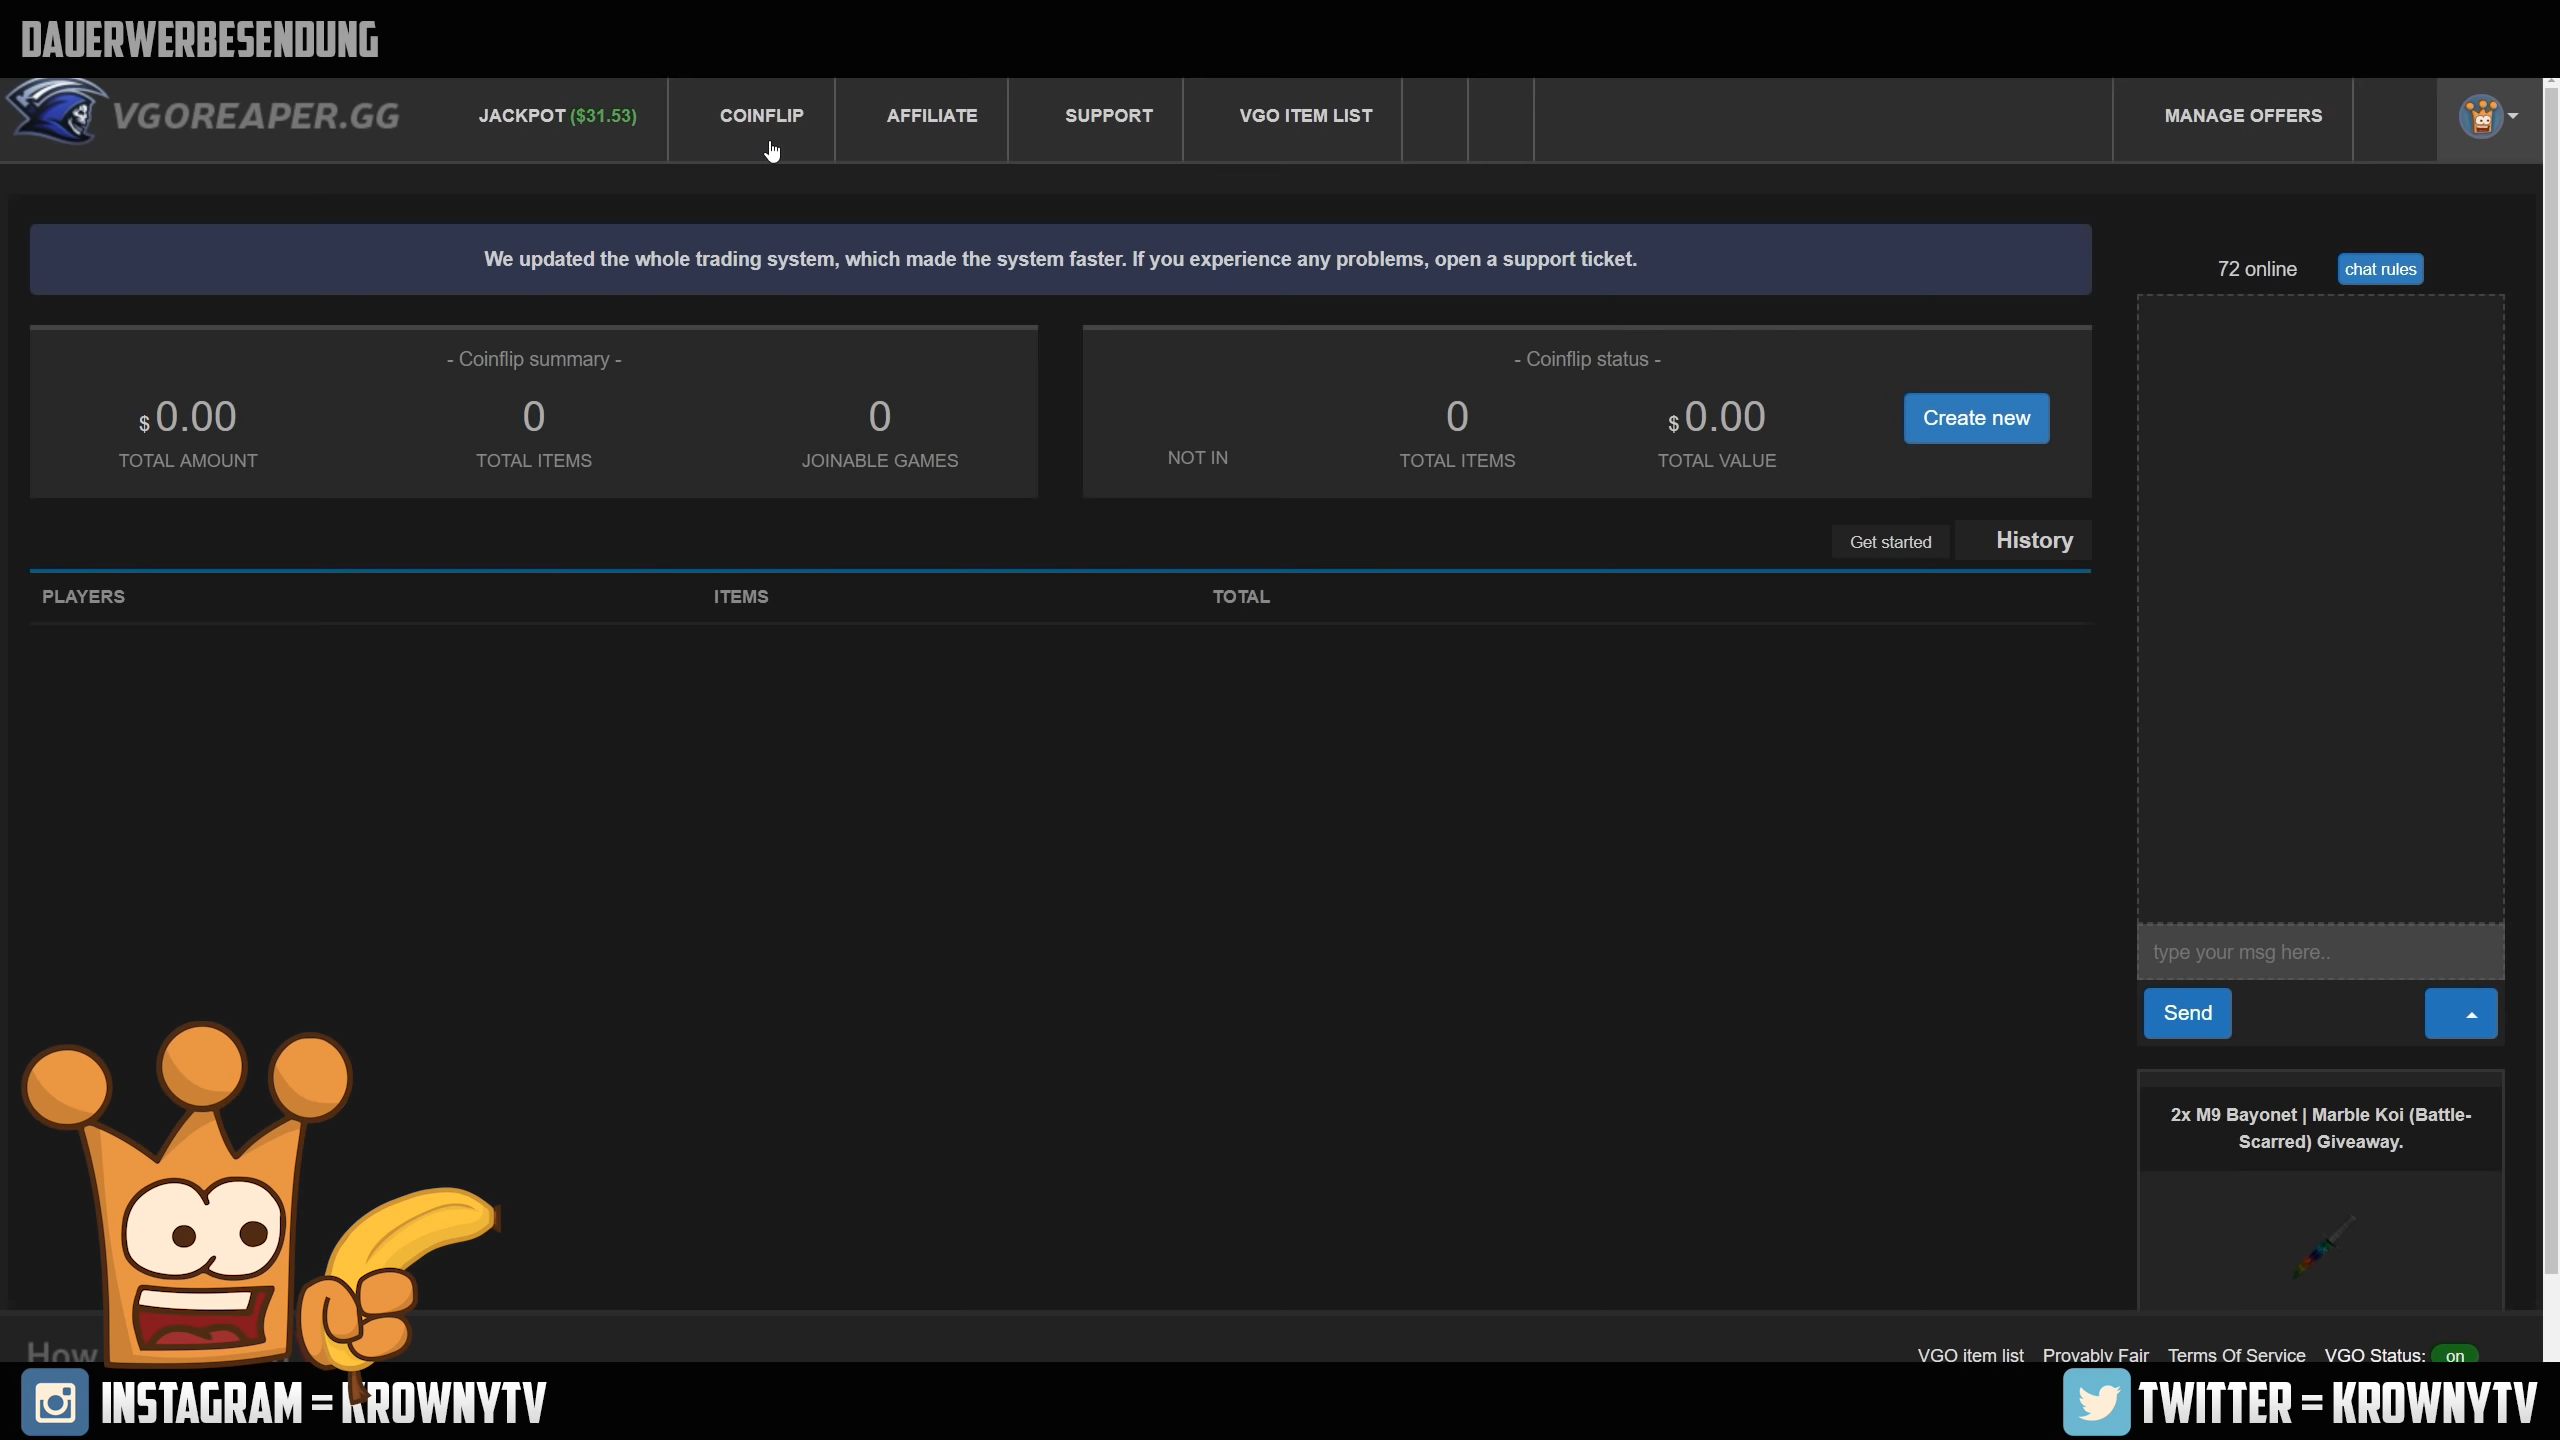 DAUERWERBESENDUNG
VGOREAPER.GG
JACKPOT ($31.53)
COINFLIP
AFFILIATE
SUPPORT
VGO ITEM LIST
MANAGE OFFERS
We updated the whole trading system, which made the system faster. If you experience any problems, open a support ticket.
72 online
chat rules
- Coinflip summary -
$ 0.00
0
0
TOTAL AMOUNT
TOTAL ITEMS
JOINABLE GAMES
- Coinflip status -
0
$ 0.00
NOT IN
TOTAL ITEMS
TOTAL VALUE
Create new
Get started
History
PLAYERS
ITEMS
TOTAL
type your msg here..
Send
2x M9 Bayonet | Marble Koi (Battle-
Scarred) Giveaway.
How
VGO item list
Provably Fair
Terms Of Service
VGO Status: on
INSTAGRAM = KROWNYTV
TWITTER = KROWNYTV